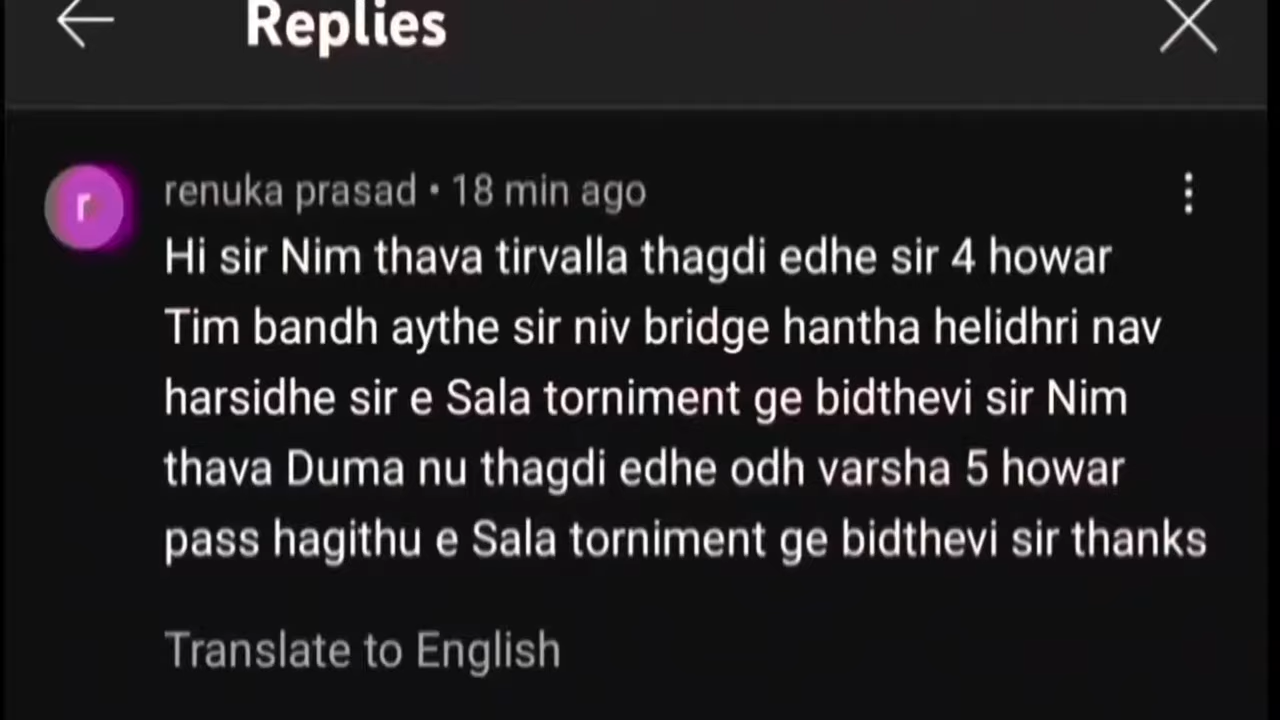 Replies
r
renuka prasad • 18 min ago
Hi sir Nim thava tirvalla thagdi edhe sir 4 howar
Tim bandh aythe sir niv bridge hantha helidhri nav
harsidhe sir e Sala torniment ge bidthevi sir Nim
thava Duma nu thagdi edhe odh varsha 5 howar
pass hagithu e Sala torniment ge bidthevi sir thanks
Translate to English